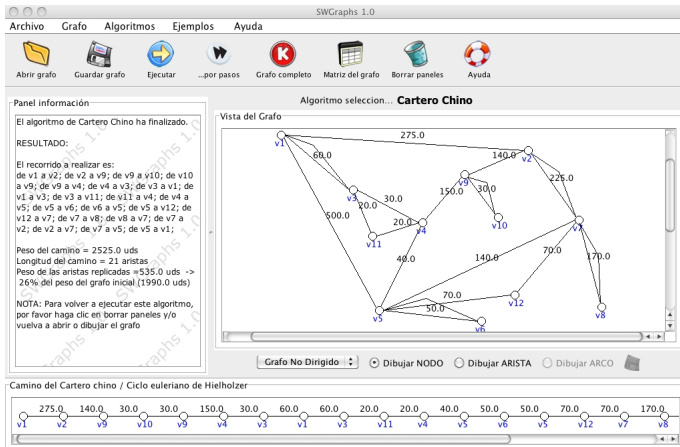 SWGraphs 1.0
Archivo Grafo Algoritmos Ejemplos Ayuda
Abrir grafo Guardar grafo Ejecutar ...por pasos Grafo completo Matriz del grafo Borrar paneles Ayuda
Panel información
Algoritmo seleccion... Cartero Chino
El algoritmo de Cartero Chino ha finalizado.
RESULTADO:
El recorrido a realizar es:
de v1 a v2; de v2 a v9; de v9 a v10; de v10
a v9; de v9 a v4; de v4 a v3; de v3 a v1; de
v1 a v3; de v3 a v11; de v11 a v4; de v4 a
v5; de v5 a v6; de v6 a v5; de v5 a v12; de
v12 a v7; de v7 a v8; de v8 a v7; de v7 a
v2; de v2 a v7; de v7 a v5; de v5 a v1;
Peso del camino = 2525.0 uds
Longitud del camino = 21 aristas
Peso de las aristas replicadas =535.0 uds ->
26% del peso del grafo inicial (1990.0 uds)
NOTA: Para volver a ejecutar este algoritmo,
por favor haga clic en borrar paneles y/o
vuelva a abrir o dibujar el grafo
Vista del Grafo
275.0
v1
60.0
140.0 v2
225.0
v3
30.0
20.0
500.0
v9
150.0 30.0
20.0
v4
v10
v7
v11
40.0
140.0
70.0
170.0
70.0
v5
50.0
v12
v6
v8
Grafo No Dirigido Dibujar NODO Dibujar ARISTA Dibujar ARCO
Camino del Cartero chino / Ciclo euleriano de Hielholzer
275.0 140.0 30.0 30.0 150.0 30.0 60.0 60.0 20.0 20.0 40.0 50.0 50.0 70.0 70.0 170.0
v1 v2 v9 v10 v9 v4 v3 v1 v3 v11 v4 v5 v6 v5 v12 v7 v8
SWGraphs 1.0